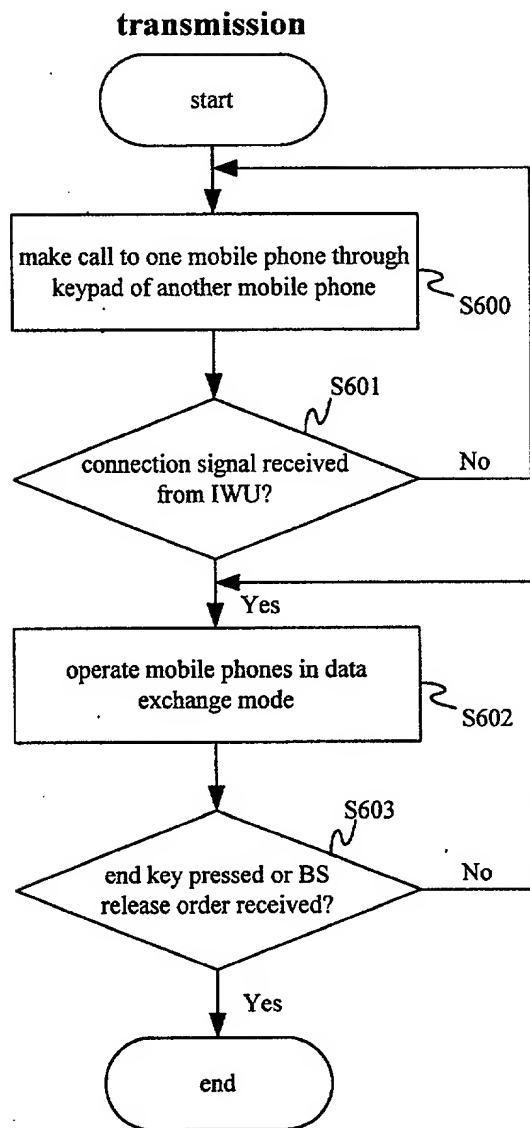 transmission
start
make call to one mobile phone through
keypad of another mobile phone
S600
S601
connection signal received
from IWU?
No
Yes
operate mobile phones in data
exchange mode
S602
S603
end key pressed or BS
release order received?
No
Yes
end